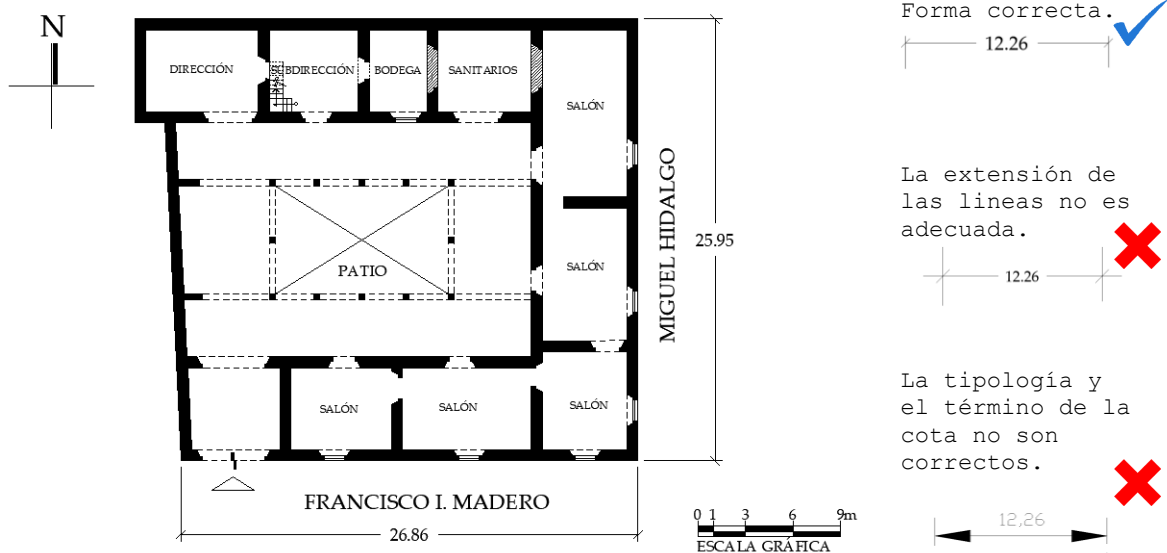 N
DIRECCIÓN
SUBDIRECCIÓN
BODEGA
SANITARIOS
SALÓN
PATIO
SALÓN
SALÓN
SALÓN
SALÓN
MIGUEL HIDALGO
25.95
FRANCISCO I. MADERO
26.86
0 1 3 6 9m
ESCALA GRÁFICA
Forma correcta.
12.26
La extensión de
las lineas no es
adecuada.
12.26
La tipología y
el término de la
cota no son
correctos.
12,26